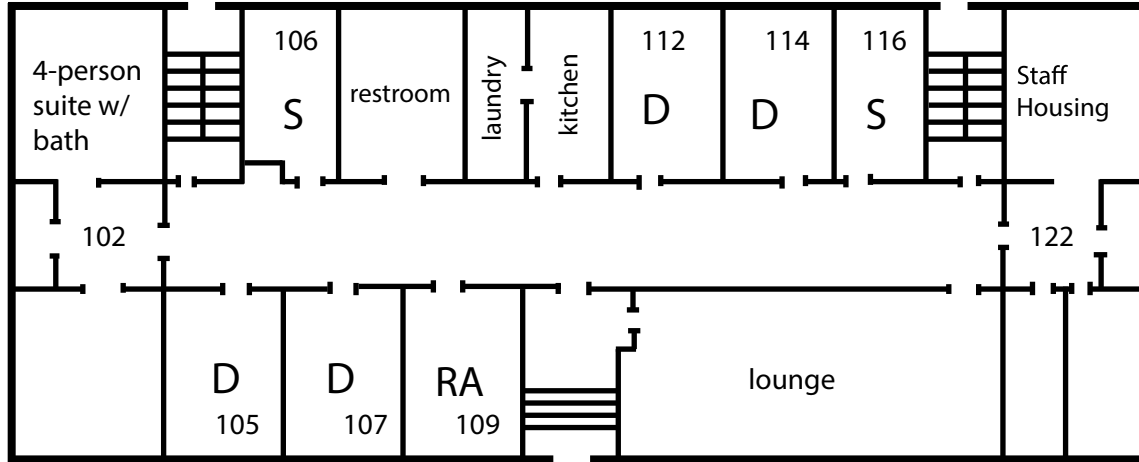 4-person
suite w/
bath
106
S
restroom
laundry
kitchen
112
D
114
D
116
S
Staff
Housing
102
122
D
105
D
107
RA
109
lounge